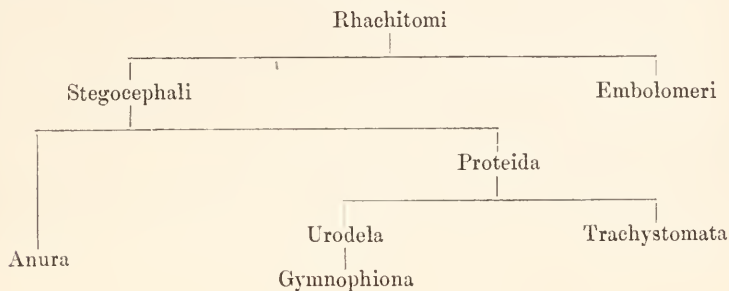 Rhachitomi
Stegocephali Embolomeri
Proteida
Urodela Trachystomata
Anura
Gymnophiona